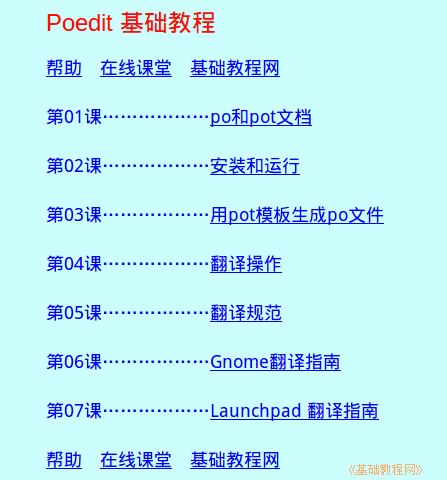 Poedit 基础教程
帮助 在线课堂 基础教程网
第01课………………po和pot文档
第02课………………安装和运行
第03课………………用pot模板生成po文件
第04课………………翻译操作
第05课………………翻译规范
第06课………………Gnome翻译指南
第07课………………Launchpad 翻译指南
帮助 在线课堂 基础教程网
《基础教程网》